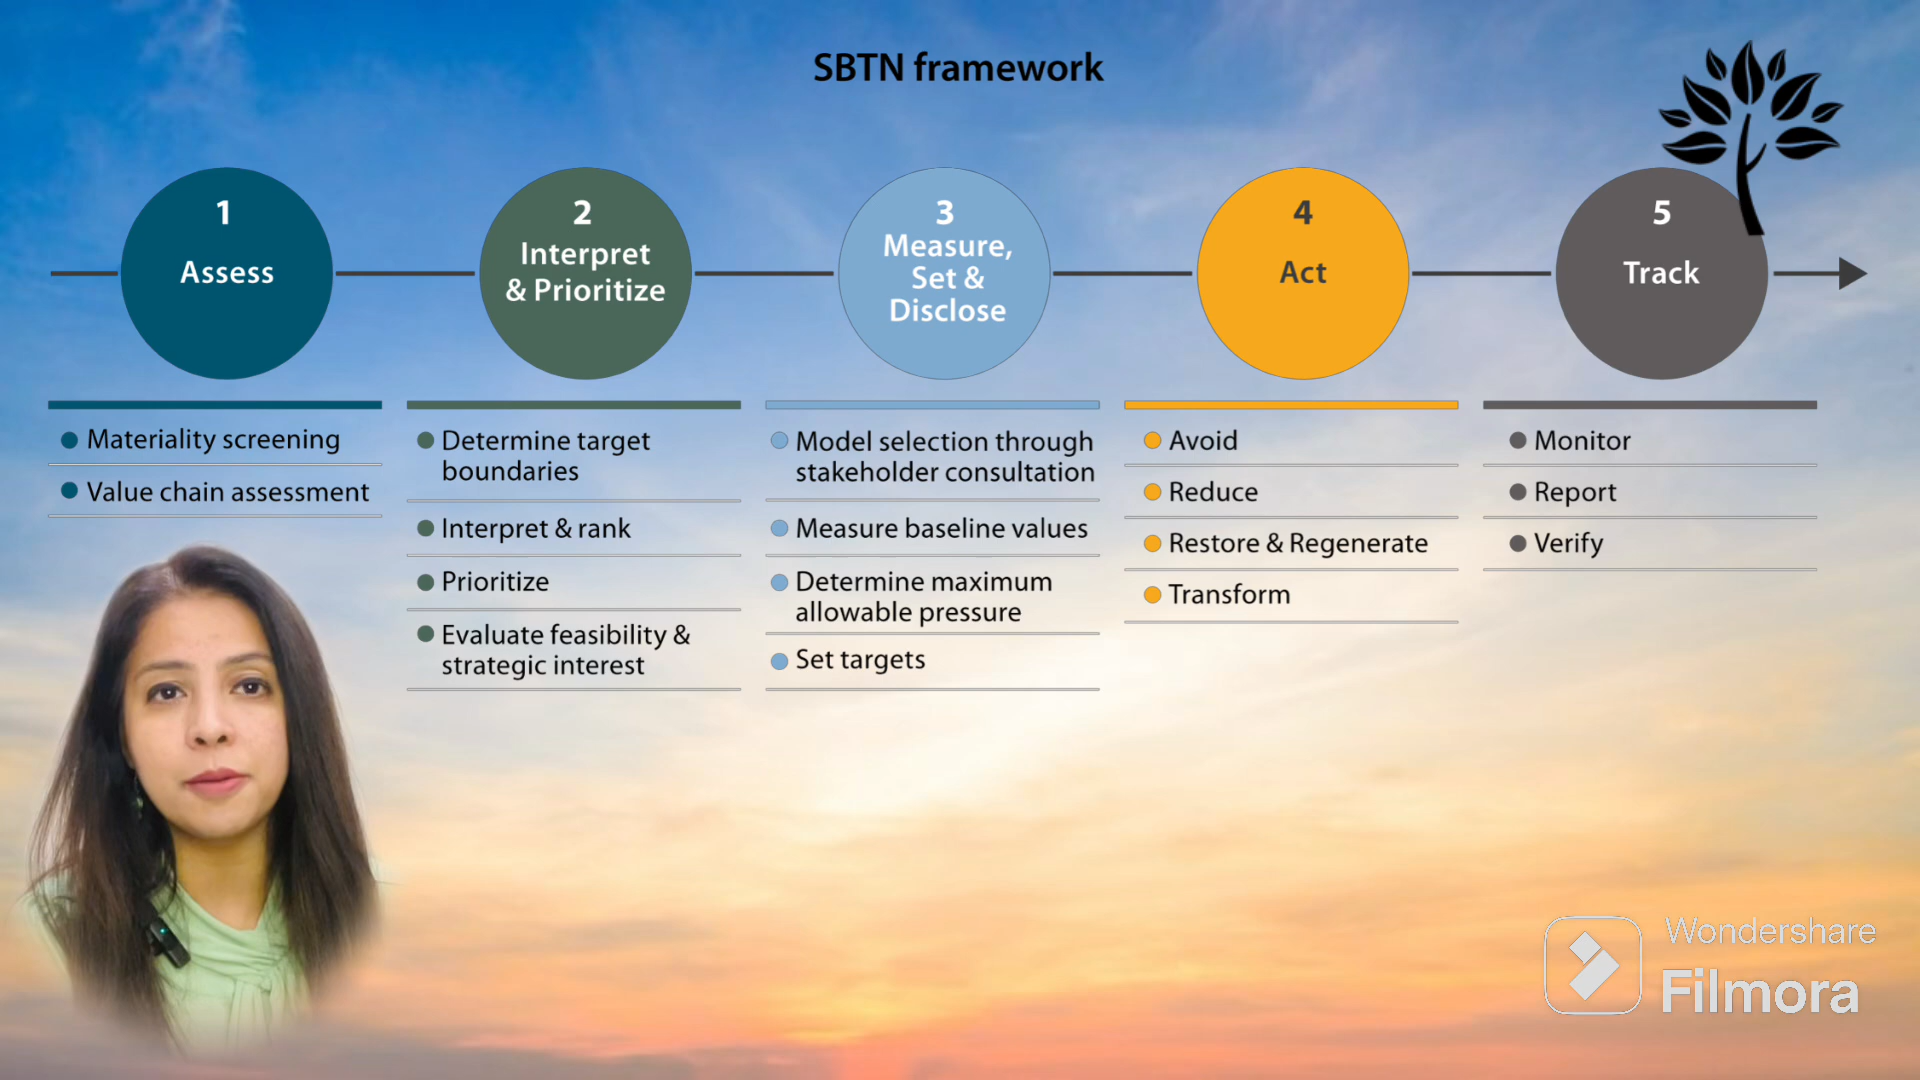 SBTN framework
1
Assess
2
Interpret
& Prioritize
3
Measure,
Set &
Disclose
4
Act
5
Track
Materiality screening
Value chain assessment
Determine target
boundaries
Interpret & rank
Prioritize
Evaluate feasibility &
strategic interest
Model selection through
stakeholder consultation
Measure baseline values
Determine maximum
allowable pressure
Set targets
Avoid
Reduce
Restore & Regenerate
Transform
Monitor
Report
Verify
Wondershare
Filmora